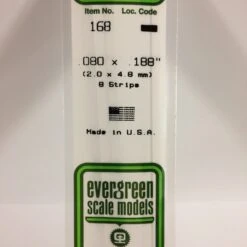 Item No. Loc. Code
168
.080 x .188"
(2.0 x 4.8 mm)
8 Strips
Made in U.S.A.
evergreen
scale models